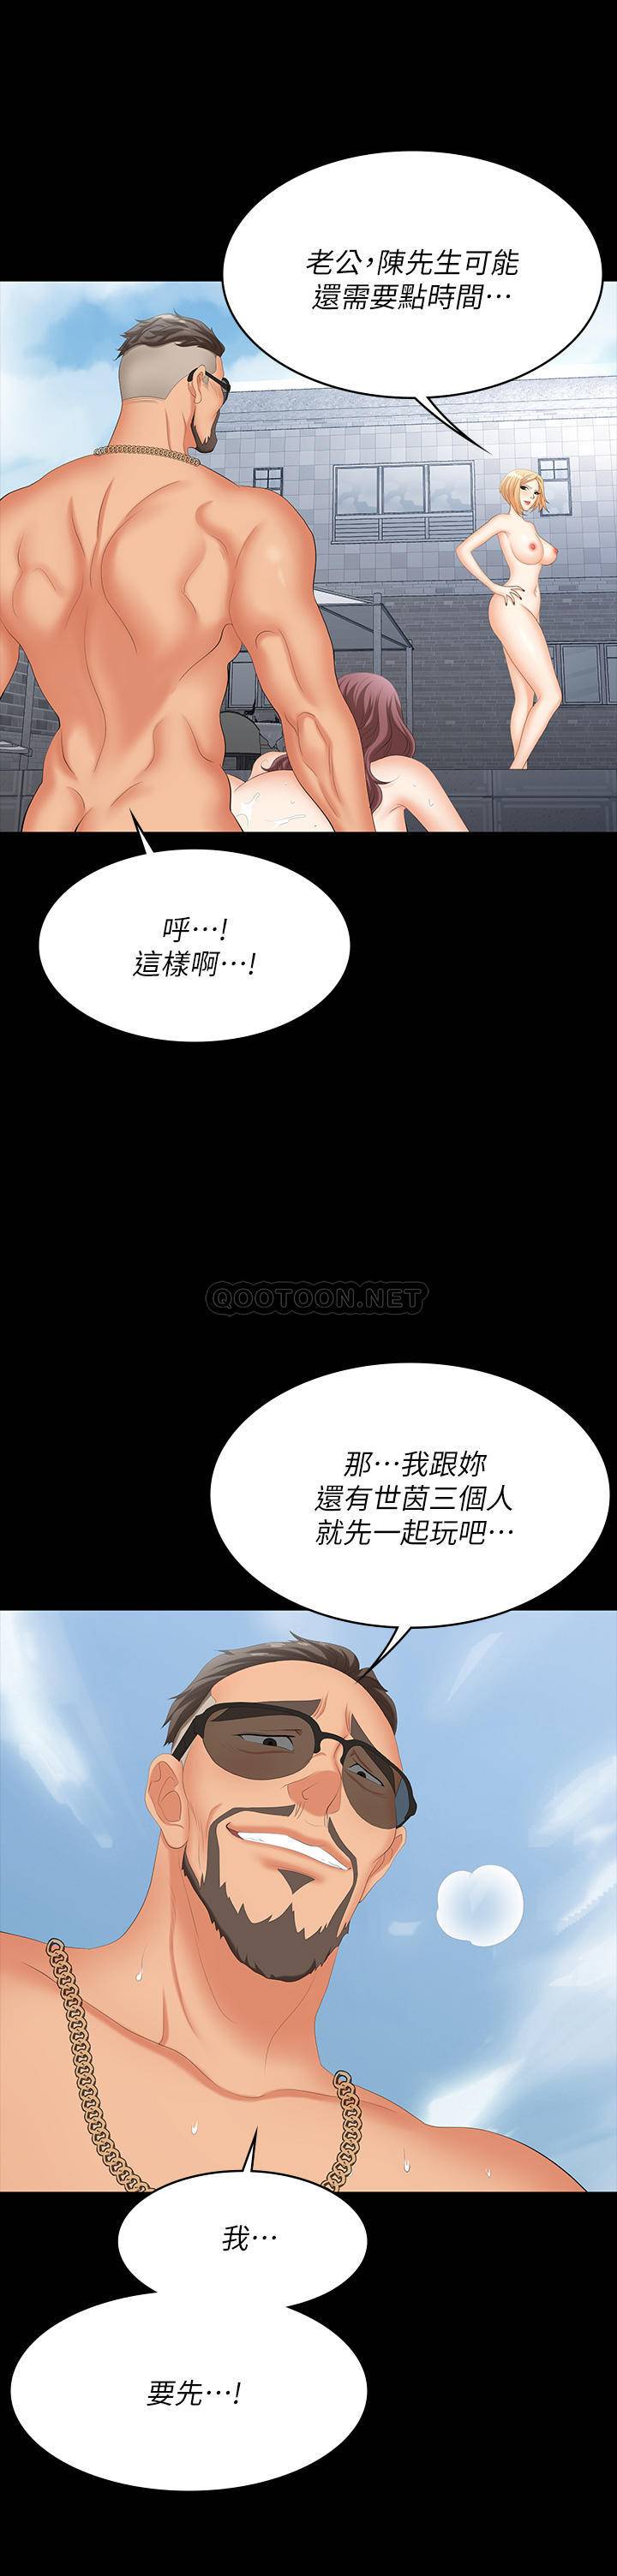 老公,陳先生可能
還需要點時間⋯
呼⋯!
這樣啊⋯!
QOOTOON.NET
那⋯我跟妳
還有世茵三個人
就先一起玩吧⋯
我⋯
要先⋯!